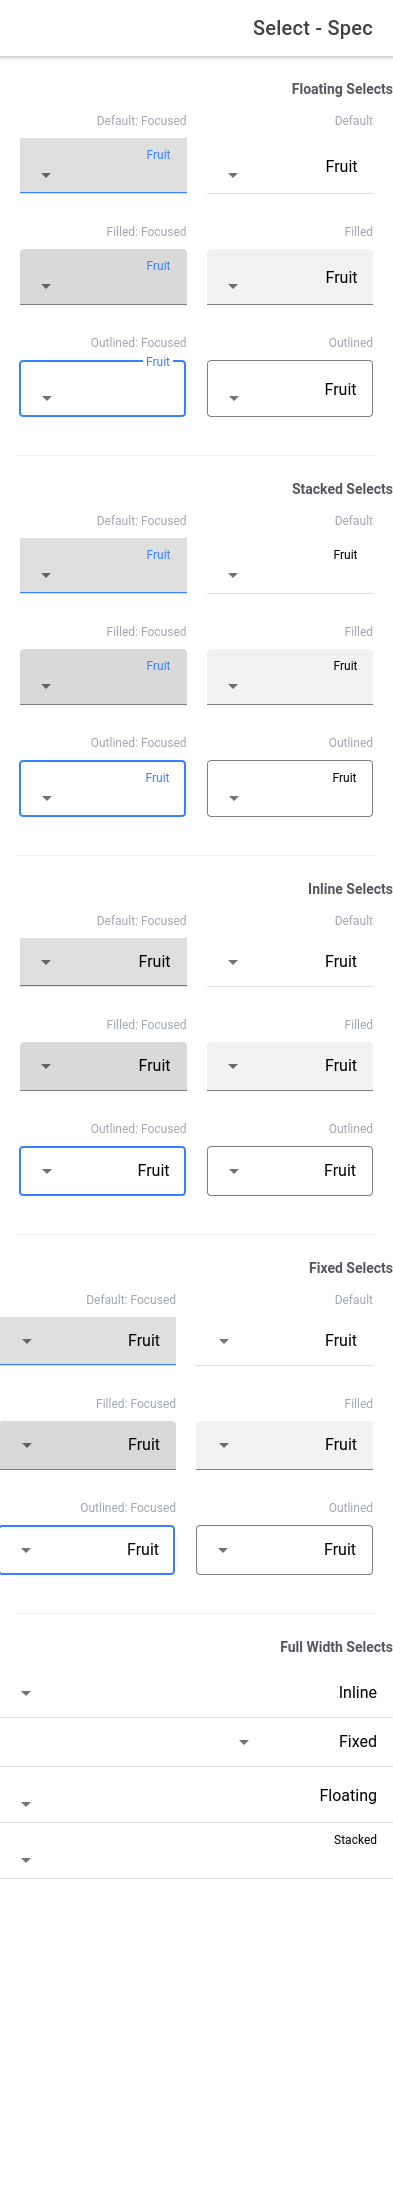 Select - Spec
Floating Selects
Default
Default: Focused
Fruit
Fruit
Filled
Filled: Focused
Fruit
Fruit
Outlined
Outlined: Focused
Fruit
Fruit
Stacked Selects
Default
Default: Focused
Fruit
Fruit
Filled
Filled: Focused
Fruit
Fruit
Outlined
Outlined: Focused
Fruit
Fruit
Inline Selects
Default
Default: Focused
Fruit
Fruit
Filled
Filled: Focused
Fruit
Fruit
Outlined
Outlined: Focused
Fruit
Fruit
Fixed Selects
Default
Default: Focused
Fruit
Fruit
Filled
Filled: Focused
Fruit
Fruit
Outlined
Outlined: Focused
Fruit
Fruit
Full Width Selects
Inline
Fixed
Floating
Stacked